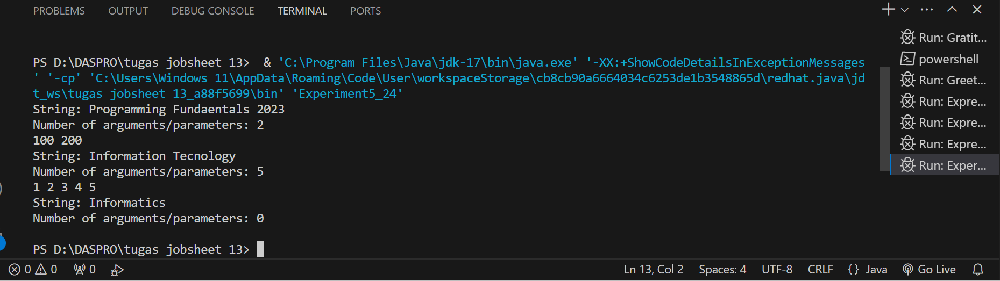 PROBLEMS OUTPUT DEBUG CONSOLE TERMINAL PORTS
PS D:\DASPRO\tugas jobsheet 13>  & 'C:\Program Files\Java\jdk-17\bin\java.exe' '-XX:+ShowCodeDetailsInExceptionMessages
' '-cp' 'C:\Users\Windows 11\AppData\Roaming\Code\User\workspaceStorage\cb8cb90a6664034c6253de1b3548865d\redhat.java\jd
t_ws\tugas jobsheet 13_a88f5699\bin' 'Experiment5_24'
String: Programming Fundaentals 2023
Number of arguments/parameters: 2
100 200
String: Information Tecnology
Number of arguments/parameters: 5
1 2 3 4 5
String: Informatics
Number of arguments/parameters: 0
PS D:\DASPRO\tugas jobsheet 13>
Run: Gratit...
powershell
Run: Greet...
Run: Expre...
Run: Expre...
Run: Expre...
Run: Exper...
0 0 0 Ln 13, Col 2 Spaces: 4 UTF-8 CRLF {} Java Go Live